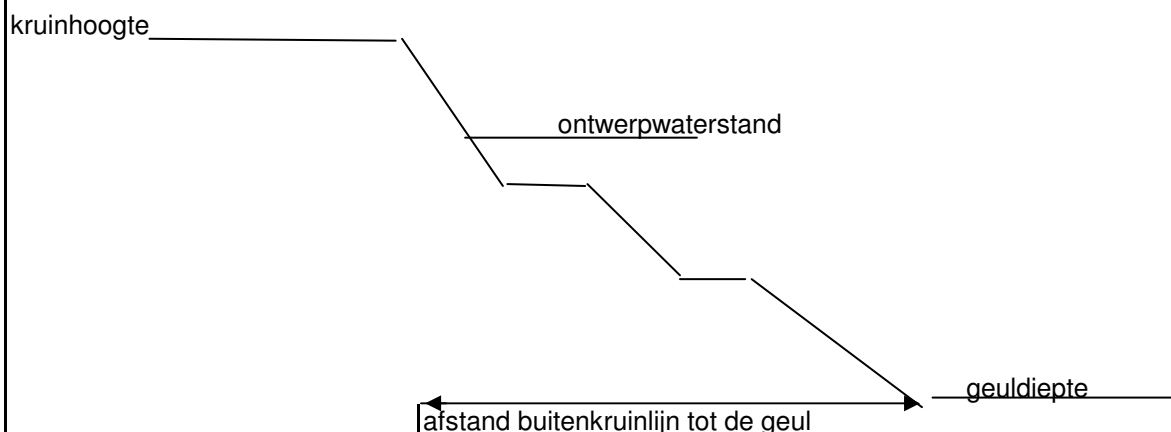 kruinhoogte
ontwerpwaterstand
geuldiepte
afstand buitenkruinlijn tot de geul